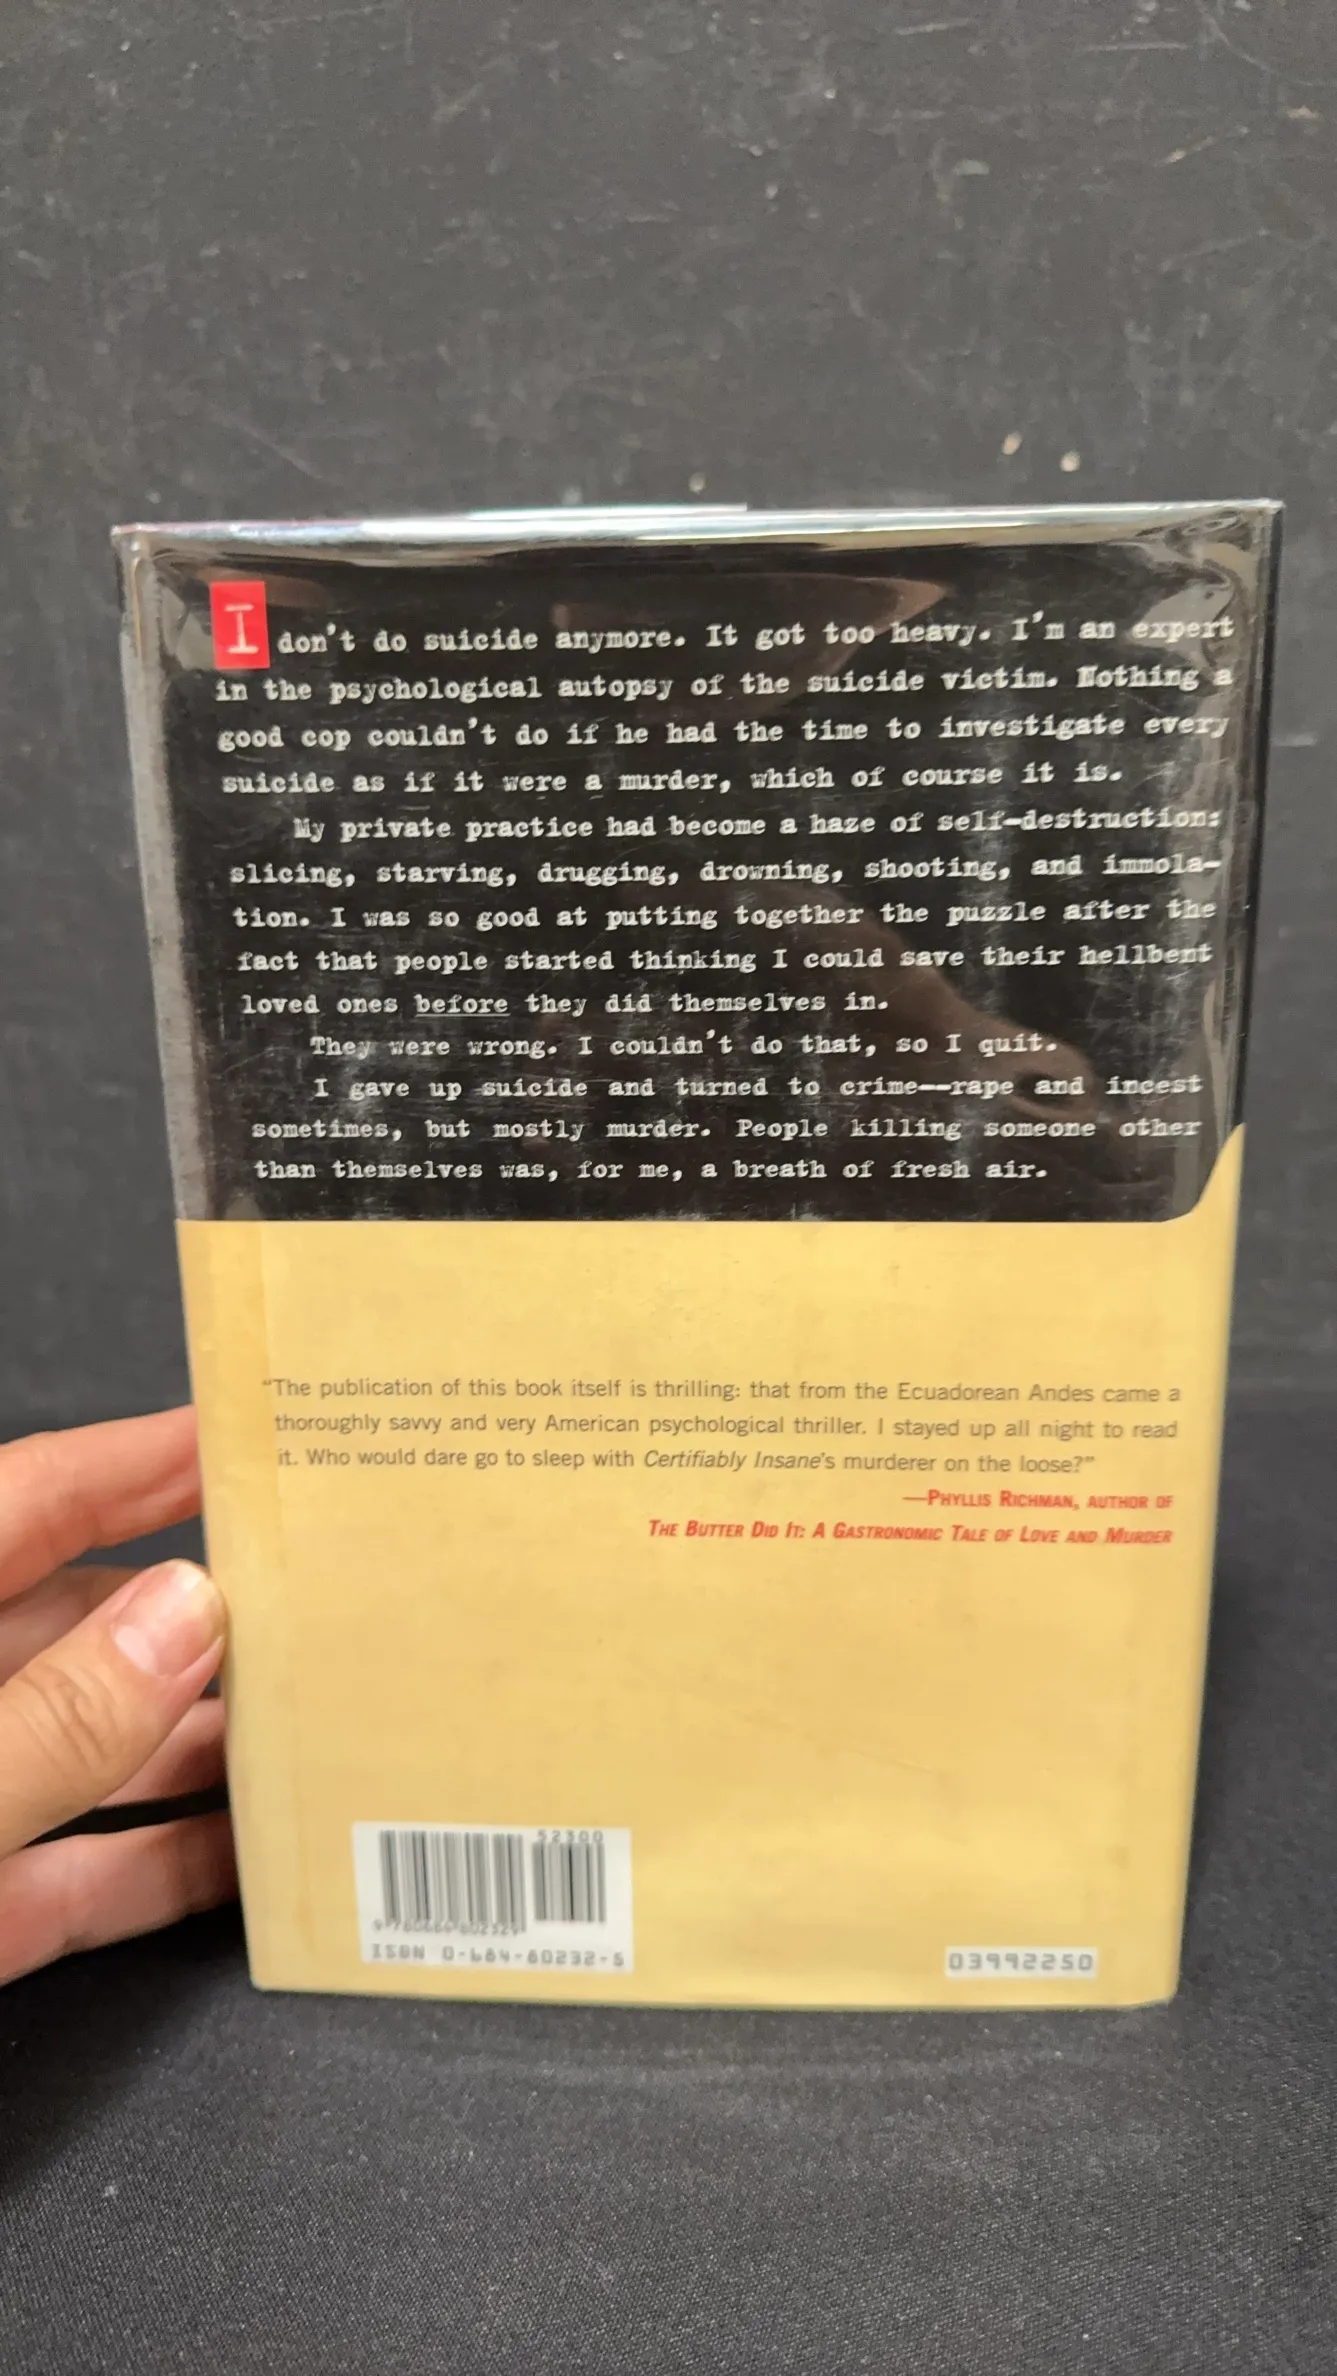 I don't do suicide anymore. It got too heavy. I'm an expert
in the psychological autopsy of the suicide victim. Nothing a
good cop couldn't do if he had the time to investigate every
suicide as if it were a murder, which of course it is.
My private practice had become a haze of self-destruction:
slicing, starving, drugging, drowning, shooting, and immola-
tion. I was so good at putting together the puzzle after the
fact that people started thinking I could save their hellbent
loved ones before they did themselves in.
They were wrong. I couldn't do that, so I quit.
I gave up suicide and turned to crime--rape and incest
sometimes, but mostly murder. People killing someone other
than themselves was, for me, a breath of fresh air.
"The publication of this book itself is thrilling: that from the Ecuadorean Andes came a
thoroughly savvy and very American psychological thriller. I stayed up all night to read
it. Who would dare go to sleep with Certifiably Insane's murderer on the loose?"
—PHYLLIS RICHMAN, AUTHOR OF
THE BUTTER DID IT: A GASTRONOMIC TALE OF LOVE AND MURDER
52300
9 780684 802329
ISBN 0-684-80232-5
03992250